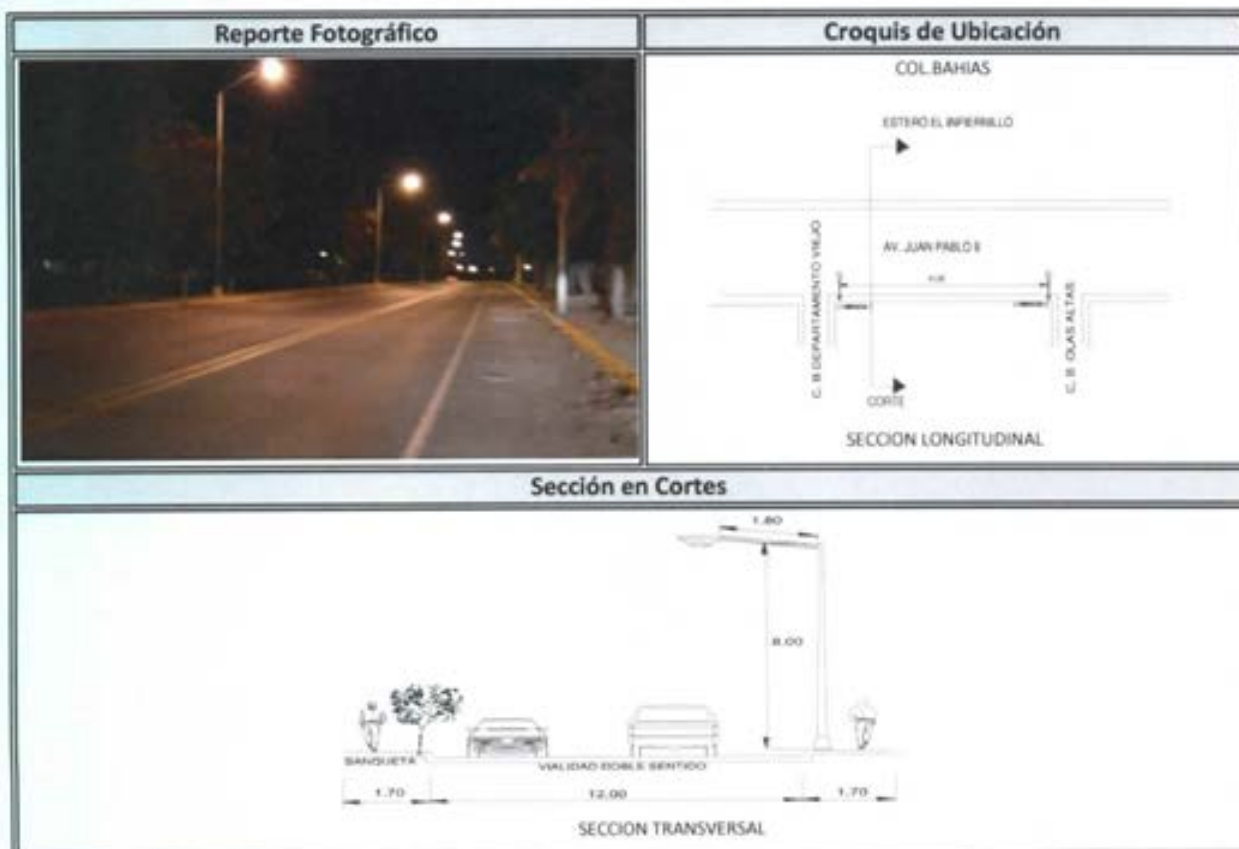 Reporte Fotográfico
Croquis de Ubicación
COL.BAHIAS
ESTERO EL INFIERNILLO
C. B DEPARTAMENTO VIEJO
AV. JUAN PABLO II
C. B. OLAS ALTAS
CORTE
SECCION LONGITUDINAL
Sección en Cortes
1.80
8.00
BANQUETA
VIALIDAD DOBLE SENTIDO
1.70
12.00
1.70
SECCION TRANSVERSAL